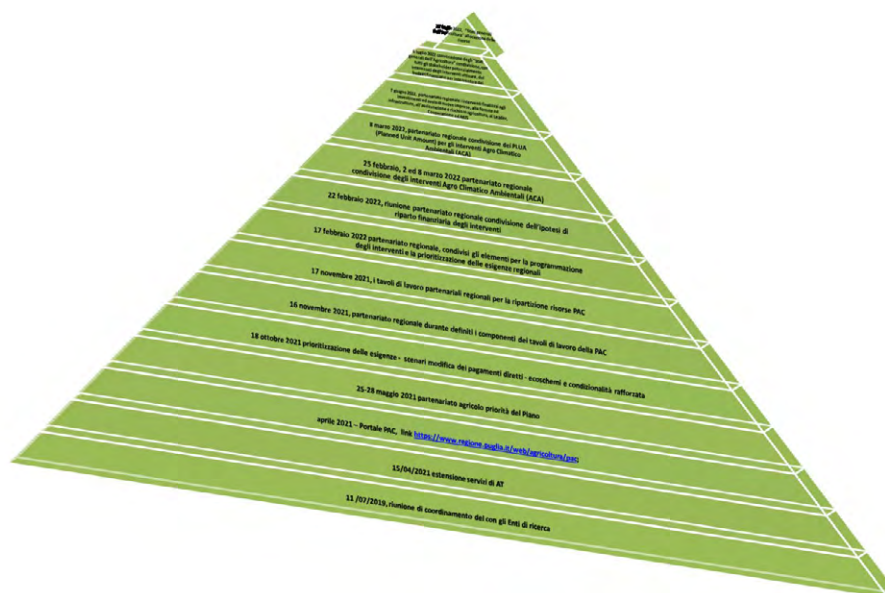 7 giugno 2022, partenariato regionale:
8 marzo 2022, partenariato regionale condivisione dei PLUA
(Planned Unit Amount) per gli interventi Agro Climatico
Ambientali (ACA)
25 febbraio, 2 ed 8 marzo 2022 partenariato regionale
condivisione degli interventi Agro Climatico Ambientali (ACA)
22 febbraio 2022, riunione partenariato regionale condivisione dell'ipotesi di
riparto finanziaria degli interventi
17 febbraio 2022 partenariato regionale, condivisi gli elementi per la programmazione
degli interventi e la prioritizzazione delle esigenze regionali
17 novembre 2021, i tavoli di lavoro partenariali regionali per la ripartizione risorse PAC
16 novembre 2021, partenariato regionale durante definiti i componenti dei tavoli di lavoro della PAC
18 ottobre 2021 prioritizzazione delle esigenze - scenari modifica dei pagamenti diretti - ecoschemi e condizionalità rafforzata
25-28 maggio 2021 partenariato agricolo priorità del Piano
aprile 2021 – Portale PAC, link https://www.regione.puglia.it/web/agricoltura/pac;
15/04/2021 estensione servizi di AT
11 /07/2019, riunione di coordinamento del con gli Enti di ricerca